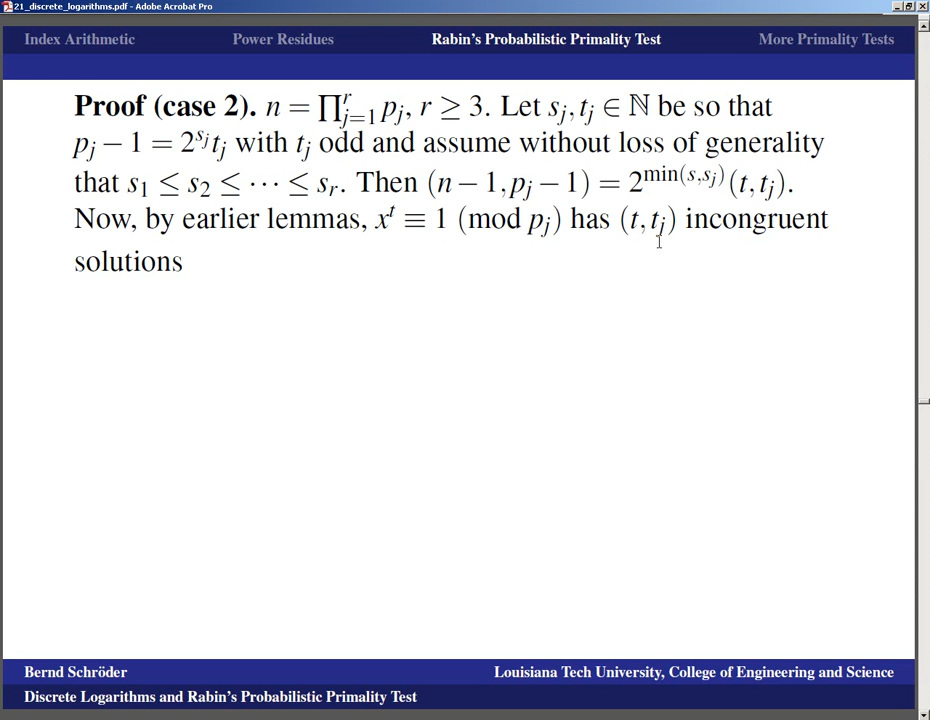 21_discrete_logarithms.pdf - Adobe Acrobat Pro
Index Arithmetic Power Residues Rabin's Probabilistic Primality Test More Primality Tests
Proof (case 2). n = ∏_{j=1}^{r} p_j, r ≥ 3. Let s_j, t_j ∈ ℕ be so that
p_j − 1 = 2^{s_j} t_j with t_j odd and assume without loss of generality
that s_1 ≤ s_2 ≤ ⋯ ≤ s_r. Then (n − 1, p_j − 1) = 2^{min(s,s_j)} (t, t_j).
Now, by earlier lemmas, x^t ≡ 1 (mod p_j) has (t, t_j) incongruent
solutions
Bernd Schröder Louisiana Tech University, College of Engineering and Science
Discrete Logarithms and Rabin's Probabilistic Primality Test